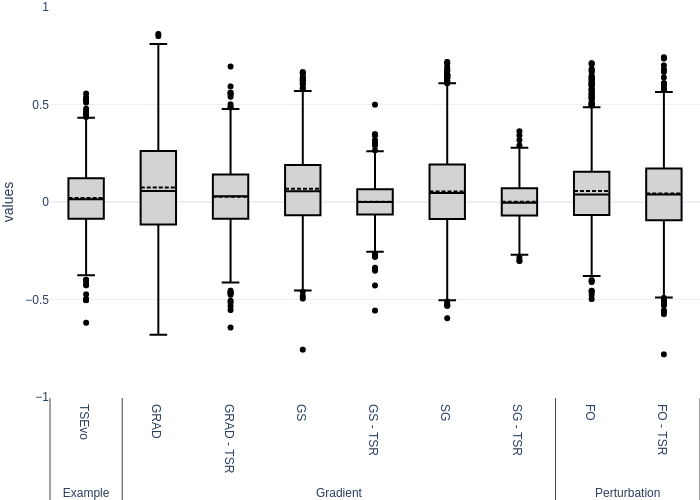 1
0.5
0
−0.5
−1
values
TSEvo
GRAD
GRAD - TSR
GS
GS - TSR
SG
SG - TSR
FO
FO - TSR
Example
Gradient
Perturbation